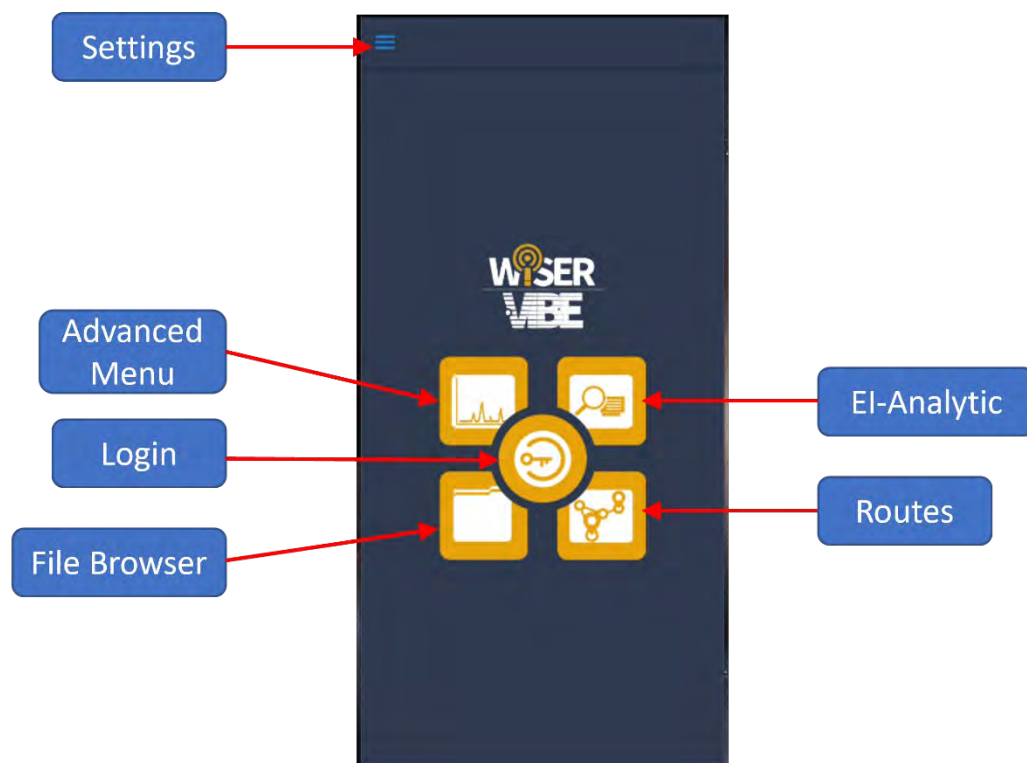 Settings
WiSER
ViBE
Advanced
Menu
EI-Analytic
Login
Routes
File Browser